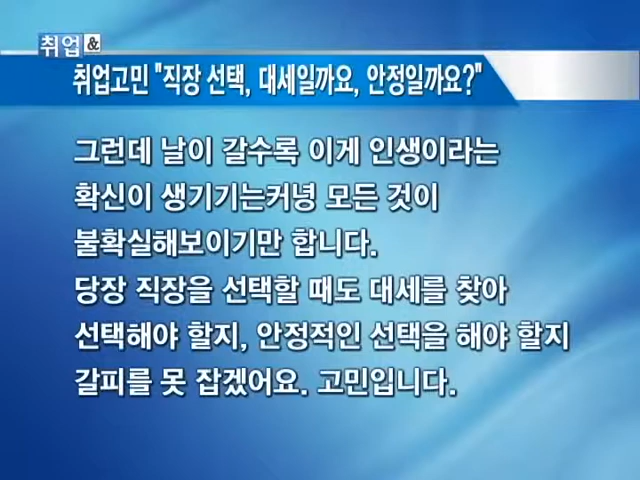 취업 &
취업고민 "직장 선택, 대세일까요, 안정일까요?"
그런데 날이 갈수록 이게 인생이라는
확신이 생기기는커녕 모든 것이
불확실해보이기만 합니다.
당장 직장을 선택할 때도 대세를 찾아
선택해야 할지, 안정적인 선택을 해야 할지
갈피를 못 잡겠어요. 고민입니다.